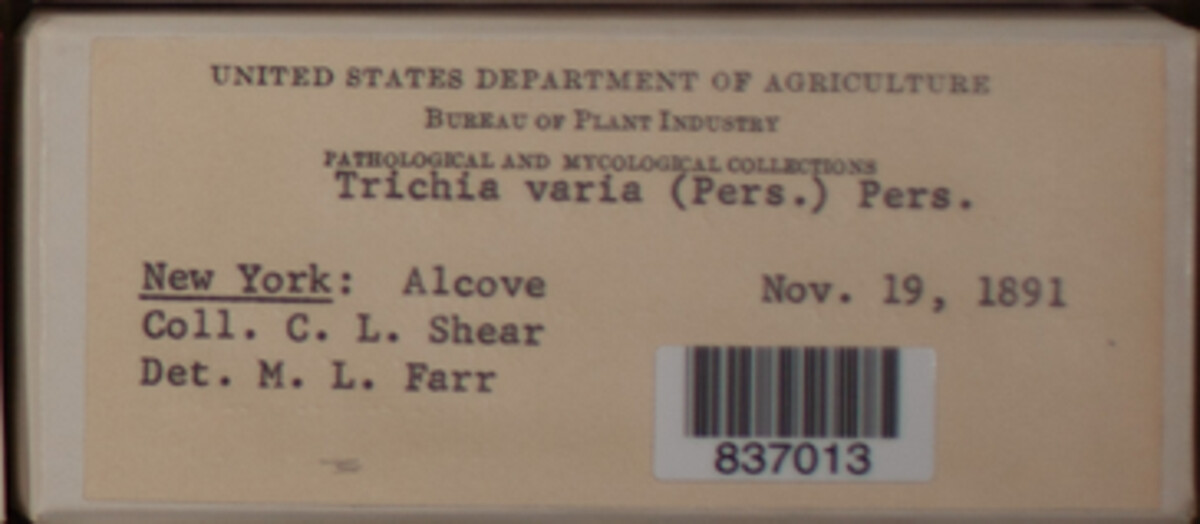 UNITED STATES DEPARTMENT OF AGRICULTURE
BUREAU OF PLANT INDUSTRY
PATHOLOGICAL AND MYCOLOGICAL COLLECTIONS
Trichia varia (Pers.) Pers.
New York: Alcove Nov. 19, 1891
Coll. C. L. Shear
Det. M. L. Farr
837013